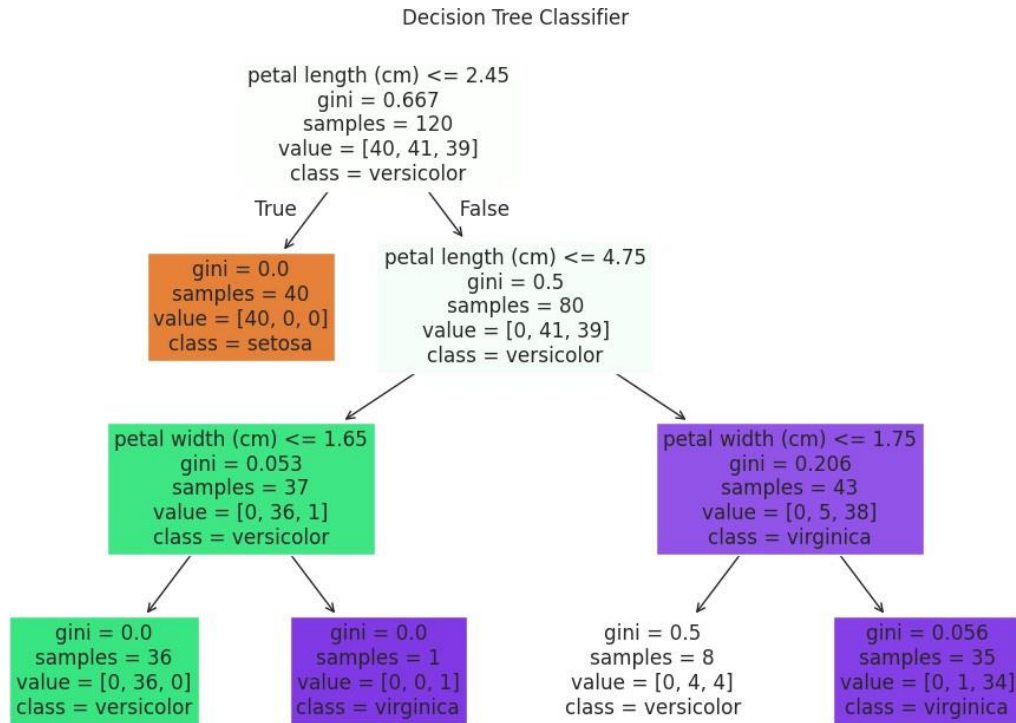 Decision Tree Classifier
petal length (cm) <= 2.45
gini = 0.667
samples = 120
value = [40, 41, 39]
class = versicolor
True
False
gini = 0.0
samples = 40
value = [40, 0, 0]
class = setosa
petal length (cm) <= 4.75
gini = 0.5
samples = 80
value = [0, 41, 39]
class = versicolor
petal width (cm) <= 1.65
gini = 0.053
samples = 37
value = [0, 36, 1]
class = versicolor
petal width (cm) <= 1.75
gini = 0.206
samples = 43
value = [0, 5, 38]
class = virginica
gini = 0.0
samples = 36
value = [0, 36, 0]
class = versicolor
gini = 0.0
samples = 1
value = [0, 0, 1]
class = virginica
gini = 0.5
samples = 8
value = [0, 4, 4]
class = versicolor
gini = 0.056
samples = 35
value = [0, 1, 34]
class = virginica